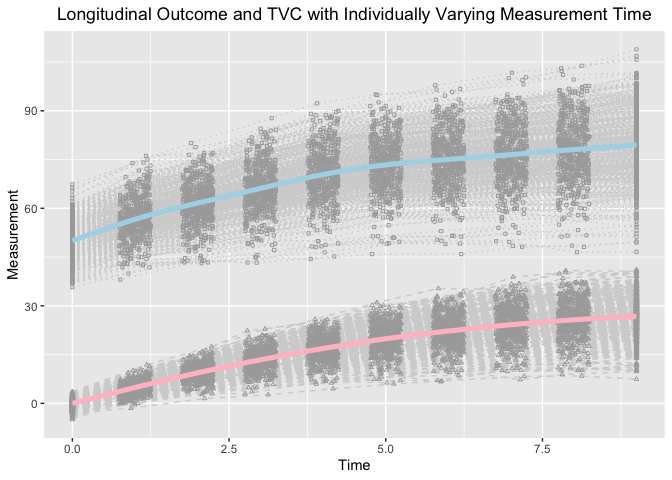 Longitudinal Outcome and TVC with Individually Varying Measurement Time
Measurement
90
60
30
0
0.0
2.5
5.0
7.5
Time